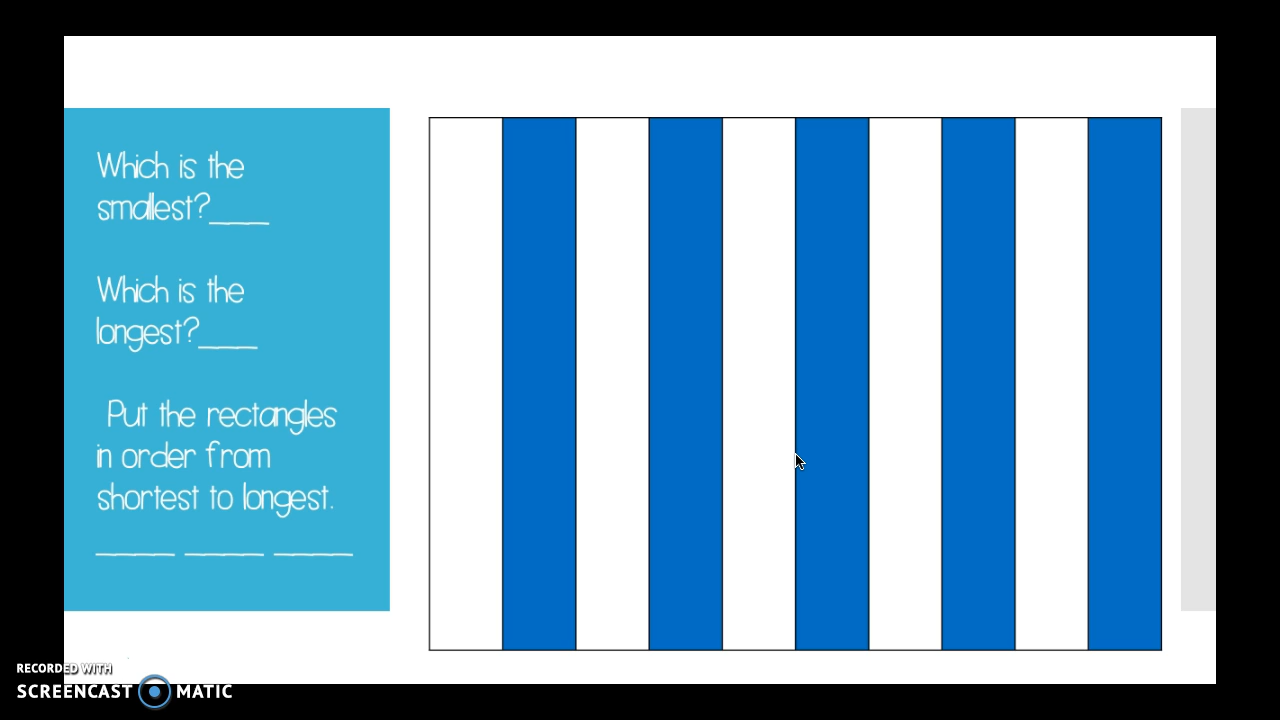 Which is the
smallest?____
Which is the
longest?____
Put the rectangles
in order from
shortest to longest.
_____ _____ _____
RECORDED WITH
SCREENCAST MATIC